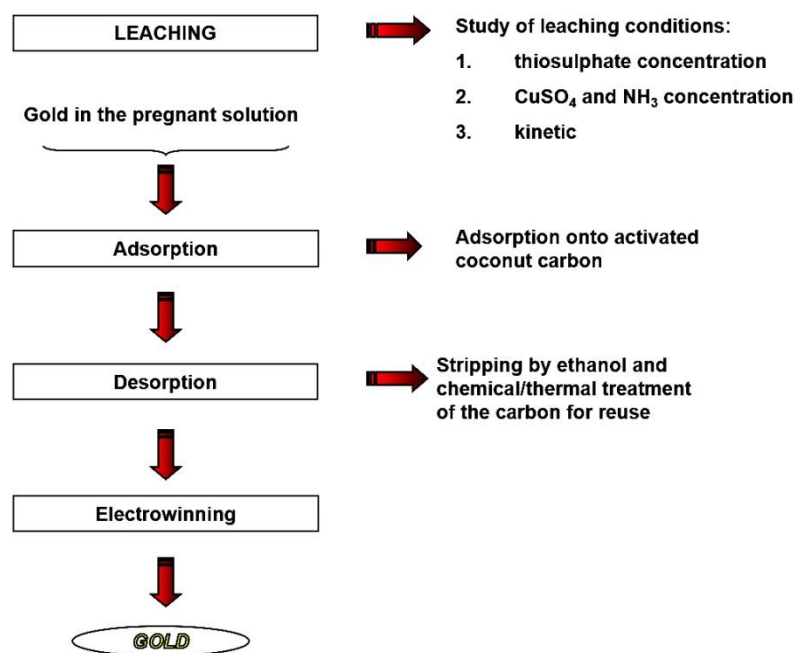 LEACHING
Study of leaching conditions:
1. thiosulphate concentration
2. CuSO₄ and NH₃ concentration
3. kinetic
Gold in the pregnant solution
Adsorption
Adsorption onto activated
coconut carbon
Desorption
Stripping by ethanol and
chemical/thermal treatment
of the carbon for reuse
Electrowinning
GOLD